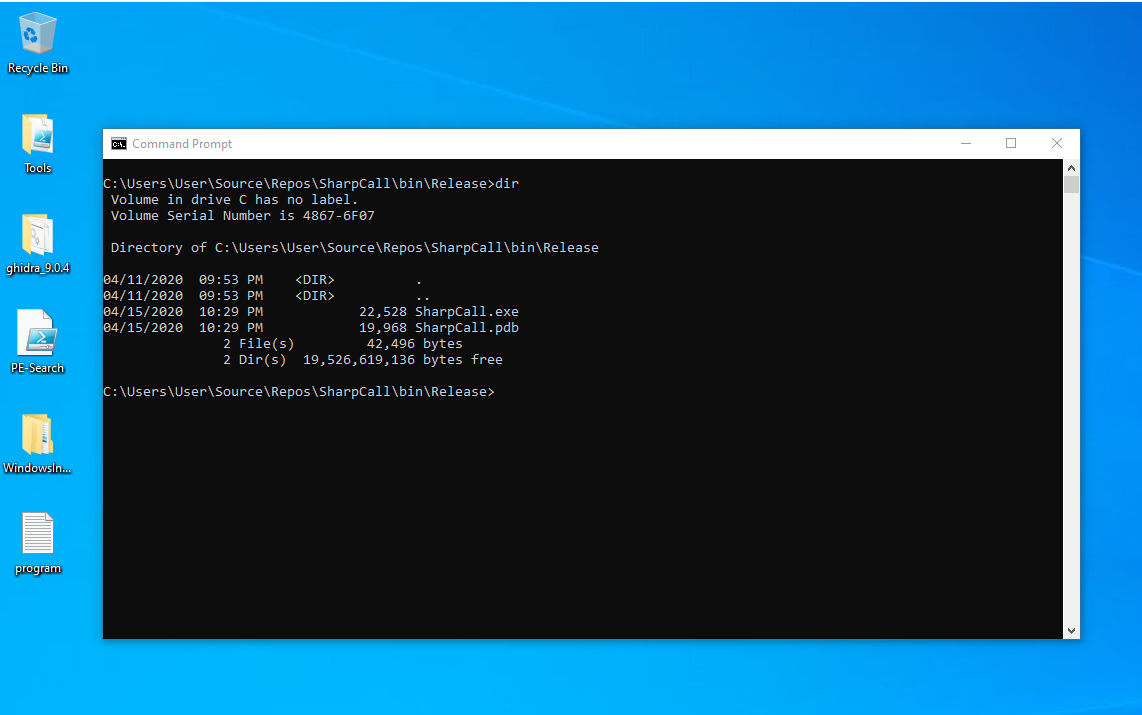 Recycle Bin
Tools
ghidra_9.0.4
PE-Search
WindowsIn...
program
Command Prompt
C:\Users\User\Source\Repos\SharpCall\bin\Release>dir
Volume in drive C has no label.
Volume Serial Number is 4867-6F07
Directory of C:\Users\User\Source\Repos\SharpCall\bin\Release
04/11/2020  09:53 PM    <DIR>          .
04/11/2020  09:53 PM    <DIR>          ..
04/15/2020  10:29 PM            22,528 SharpCall.exe
04/15/2020  10:29 PM            19,968 SharpCall.pdb
2 File(s)         42,496 bytes
2 Dir(s)  19,526,619,136 bytes free
C:\Users\User\Source\Repos\SharpCall\bin\Release>